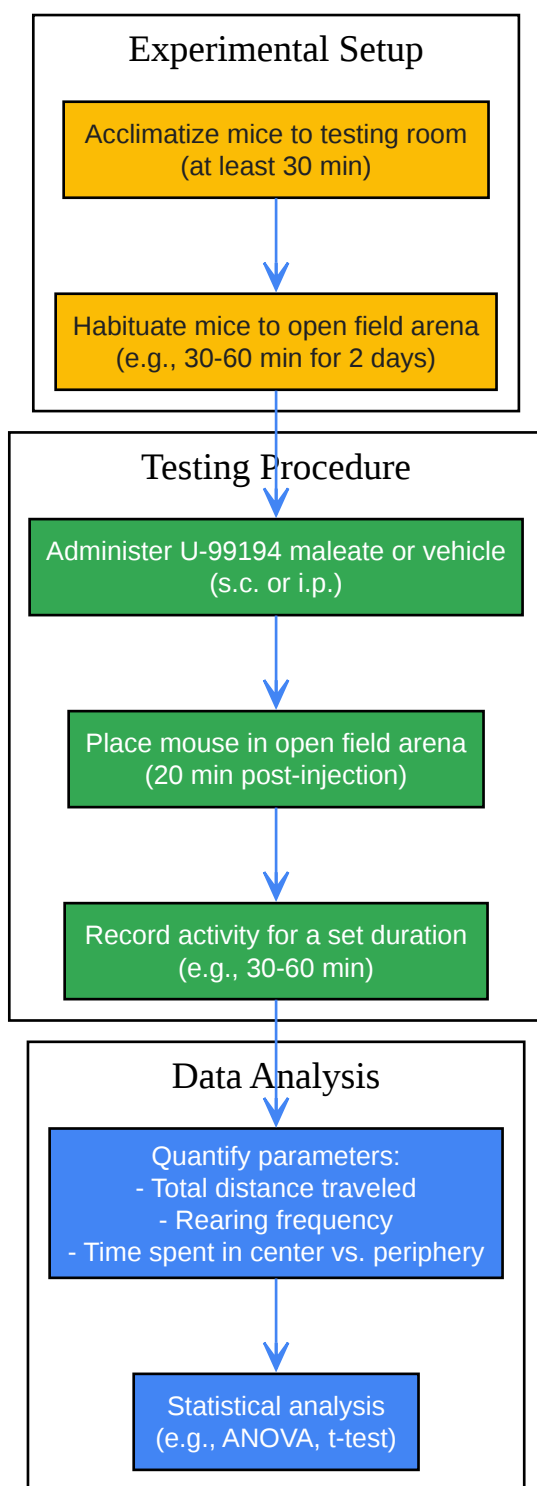 Experimental Setup
Acclimatize mice to testing room
(at least 30 min)
Habituate mice to open field arena
(e.g., 30-60 min for 2 days)
Testing Procedure
Administer U-99194 maleate or vehicle
(s.c. or i.p.)
Place mouse in open field arena
(20 min post-injection)
Record activity for a set duration
(e.g., 30-60 min)
Data Analysis
Quantify parameters:
- Total distance traveled
- Rearing frequency
- Time spent in center vs. periphery
Statistical analysis
(e.g., ANOVA, t-test)